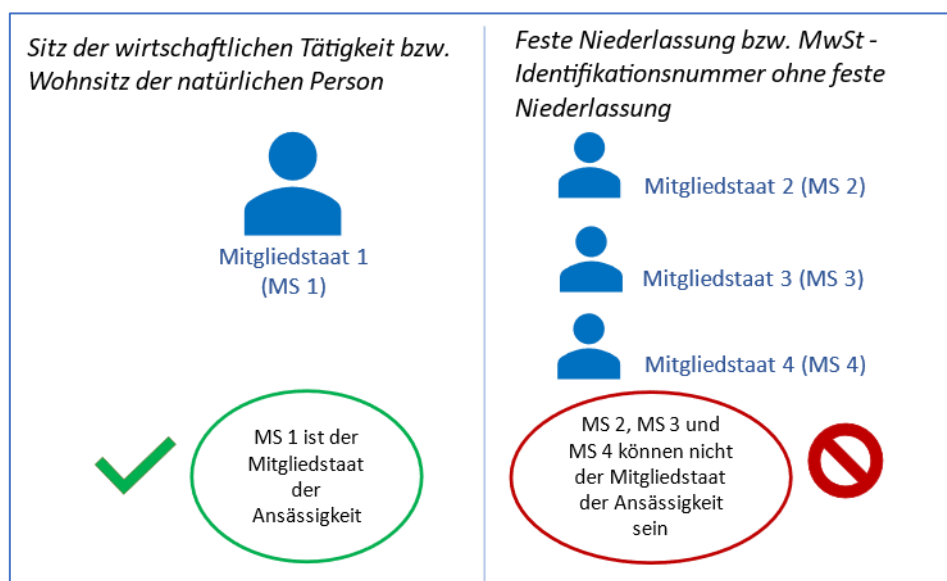 Sitz der wirtschaftlichen Tätigkeit bzw.
Wohnsitz der natürlichen Person
Mitgliedstaat 1
(MS 1)
MS 1 ist der
Mitgliedstaat
der
Ansässigkeit
Feste Niederlassung bzw. MwSt -
Identifikationsnummer ohne feste
Niederlassung
Mitgliedstaat 2 (MS 2)
Mitgliedstaat 3 (MS 3)
Mitgliedstaat 4 (MS 4)
MS 2, MS 3 und
MS 4 können nicht
der Mitgliedstaat
der Ansässigkeit
sein